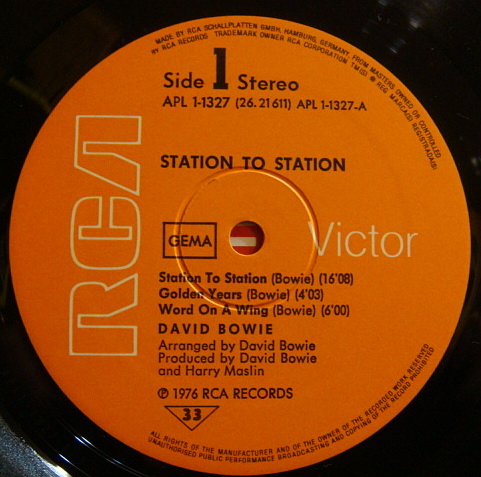 MADE BY RCA SCHALLPLATTEN GMBH, HAMBURG, GERMANY, FROM MASTERS OWNED OR CONTROLLED
BY RCA RECORDS TRADEMARK OWNER RCA CORPORATION TM(S) ® REG MARCA(S) REGISTRADA(S)
Side 1 Stereo
APL 1-1327 (26.21611) APL 1-1327-A
STATION TO STATION
RCA
GEMA
Victor
Station To Station (Bowie) (16'08)
Golden Years (Bowie) (4'03)
Word On A Wing (Bowie) (6'00)
DAVID BOWIE
Arranged by David Bowie
Produced by David Bowie
and Harry Maslin
℗ 1976 RCA RECORDS
33
ALL RIGHTS OF THE MANUFACTURER AND OF THE OWNER OF THE RECORDED WORK RESERVED
UNAUTHORISED PUBLIC PERFORMANCE BROADCASTING AND COPYING OF THE RECORD PROHIBITED